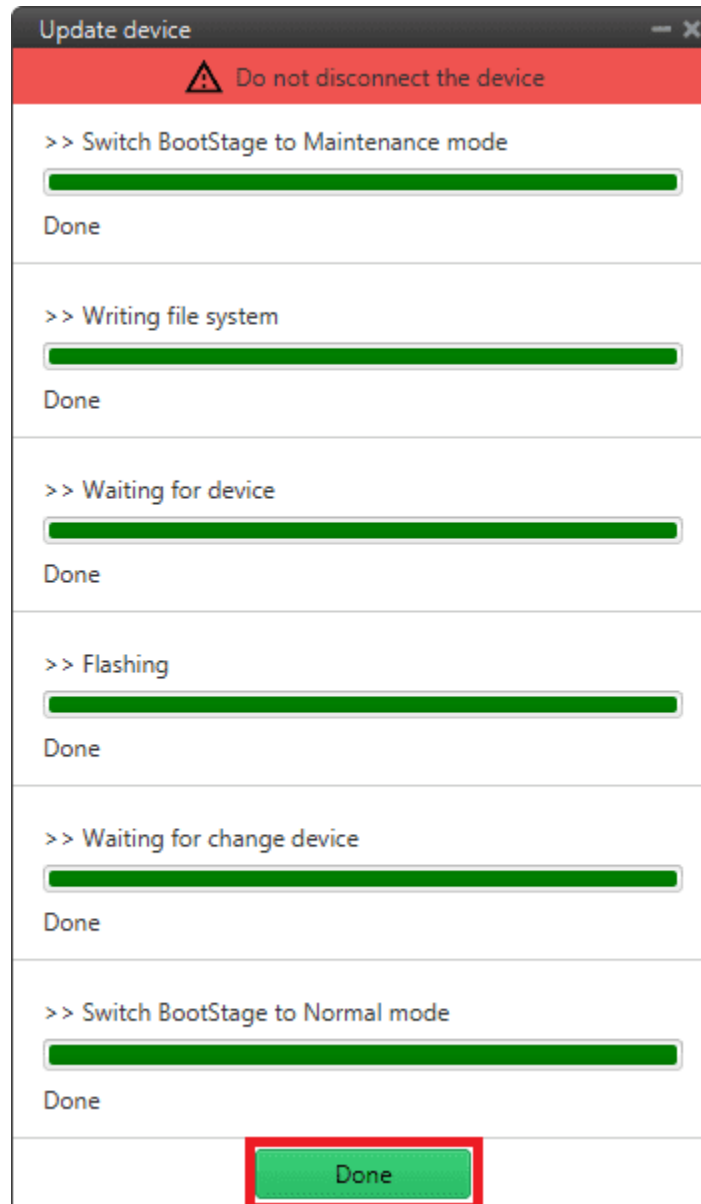 Update device
Do not disconnect the device
>> Switch BootStage to Maintenance mode
Done
>> Writing file system
Done
>> Waiting for device
Done
>> Flashing
Done
>> Waiting for change device
Done
>> Switch BootStage to Normal mode
Done
Done